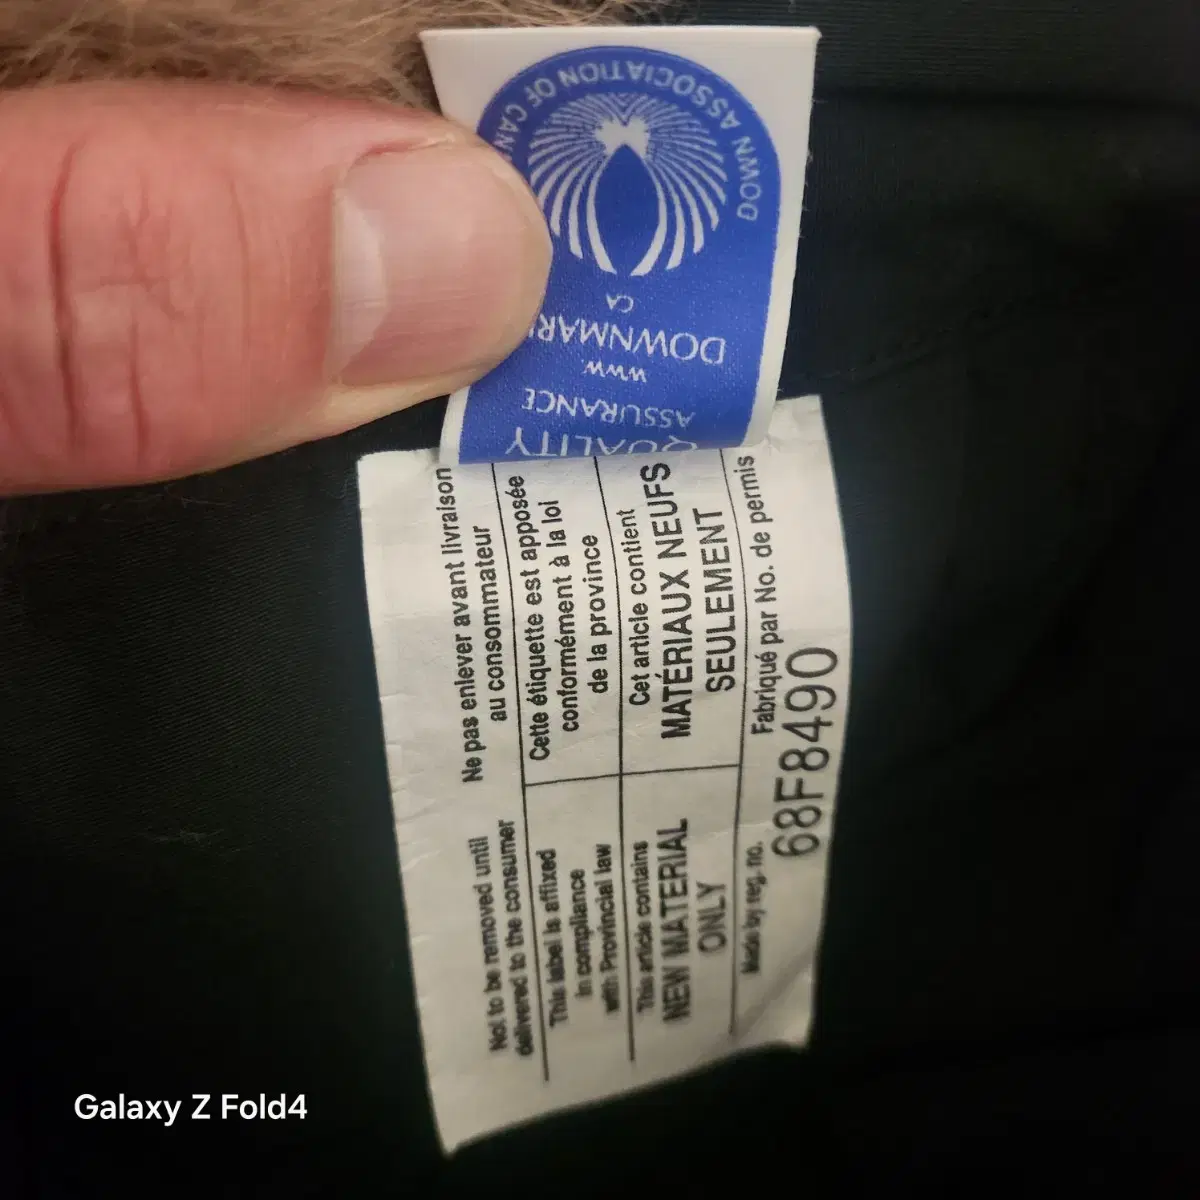 DOWN ASSOCIATION OF
CA
www.
ASSURANCE
QUALITY
Ne pas enlever avant livraison
au consommateur
Cette étiquette est apposée
conformément à la loi
de la province
Cet article contient
MATÉRIAUX NEUFS
SEULEMENT
Fabriqué par No. de permis
Not to be removed until
delivered to the consumer
This label is affixed
in compliance
with Provincial law
This article contains
NEW MATERIAL
ONLY
Made by reg. no.
68F8490
Galaxy Z Fold4